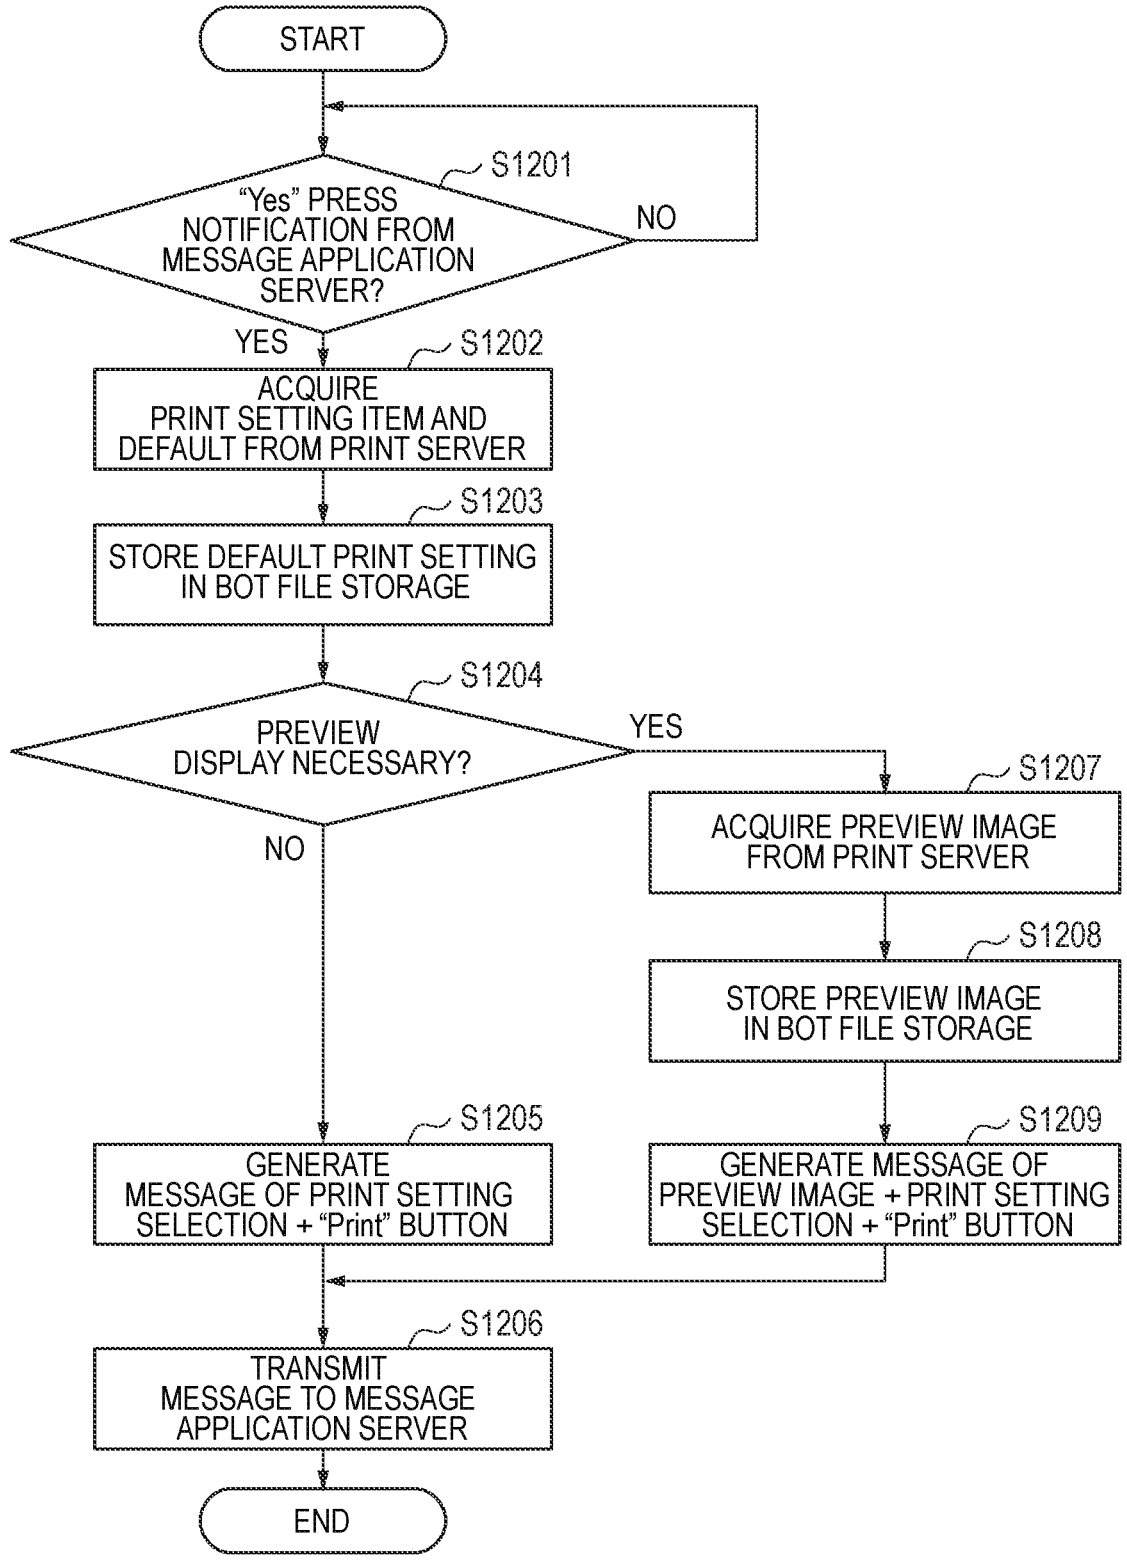 START
S1201
“Yes” PRESS
NOTIFICATION FROM
MESSAGE APPLICATION
SERVER?
NO
YES
S1202
ACQUIRE
PRINT SETTING ITEM AND
DEFAULT FROM PRINT SERVER
S1203
STORE DEFAULT PRINT SETTING
IN BOT FILE STORAGE
S1204
PREVIEW
DISPLAY NECESSARY?
YES
NO
S1207
ACQUIRE PREVIEW IMAGE
FROM PRINT SERVER
S1208
STORE PREVIEW IMAGE
IN BOT FILE STORAGE
S1205
GENERATE
MESSAGE OF PRINT SETTING
SELECTION + “Print” BUTTON
S1209
GENERATE MESSAGE OF
PREVIEW IMAGE + PRINT SETTING
SELECTION + “Print” BUTTON
S1206
TRANSMIT
MESSAGE TO MESSAGE
APPLICATION SERVER
END